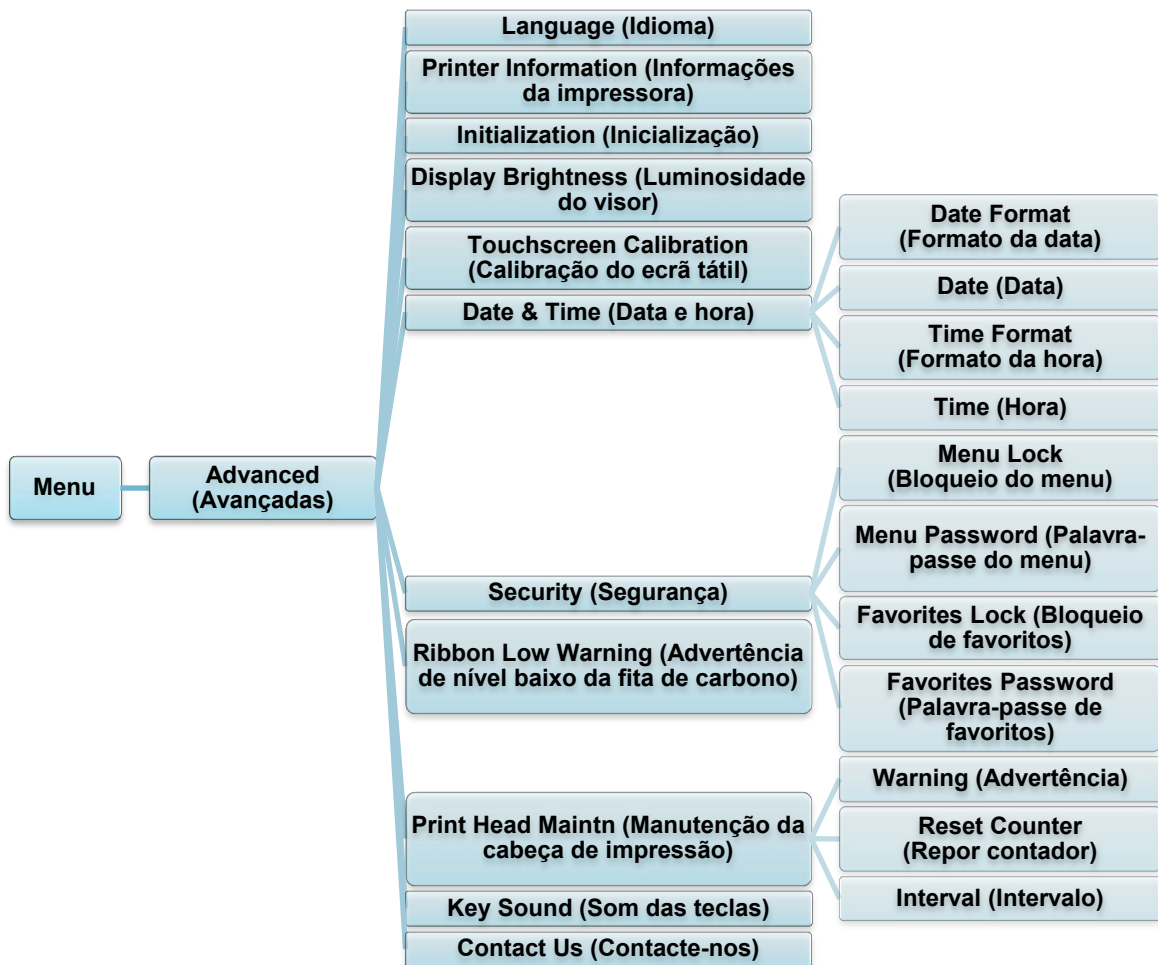 Menu
Advanced
(Avançadas)
Language (Idioma)
Printer Information (Informações
da impressora)
Initialization (Inicialização)
Display Brightness (Luminosidade
do visor)
Touchscreen Calibration
(Calibração do ecrã tátil)
Date & Time (Data e hora)
Date Format
(Formato da data)
Date (Data)
Time Format
(Formato da hora)
Time (Hora)
Security (Segurança)
Menu Lock
(Bloqueio do menu)
Menu Password (Palavra-
passe do menu)
Favorites Lock (Bloqueio
de favoritos)
Favorites Password
(Palavra-passe de
favoritos)
Ribbon Low Warning (Advertência
de nível baixo da fita de carbono)
Print Head Maintn (Manutenção da
cabeça de impressão)
Warning (Advertência)
Reset Counter
(Repor contador)
Interval (Intervalo)
Key Sound (Som das teclas)
Contact Us (Contacte-nos)